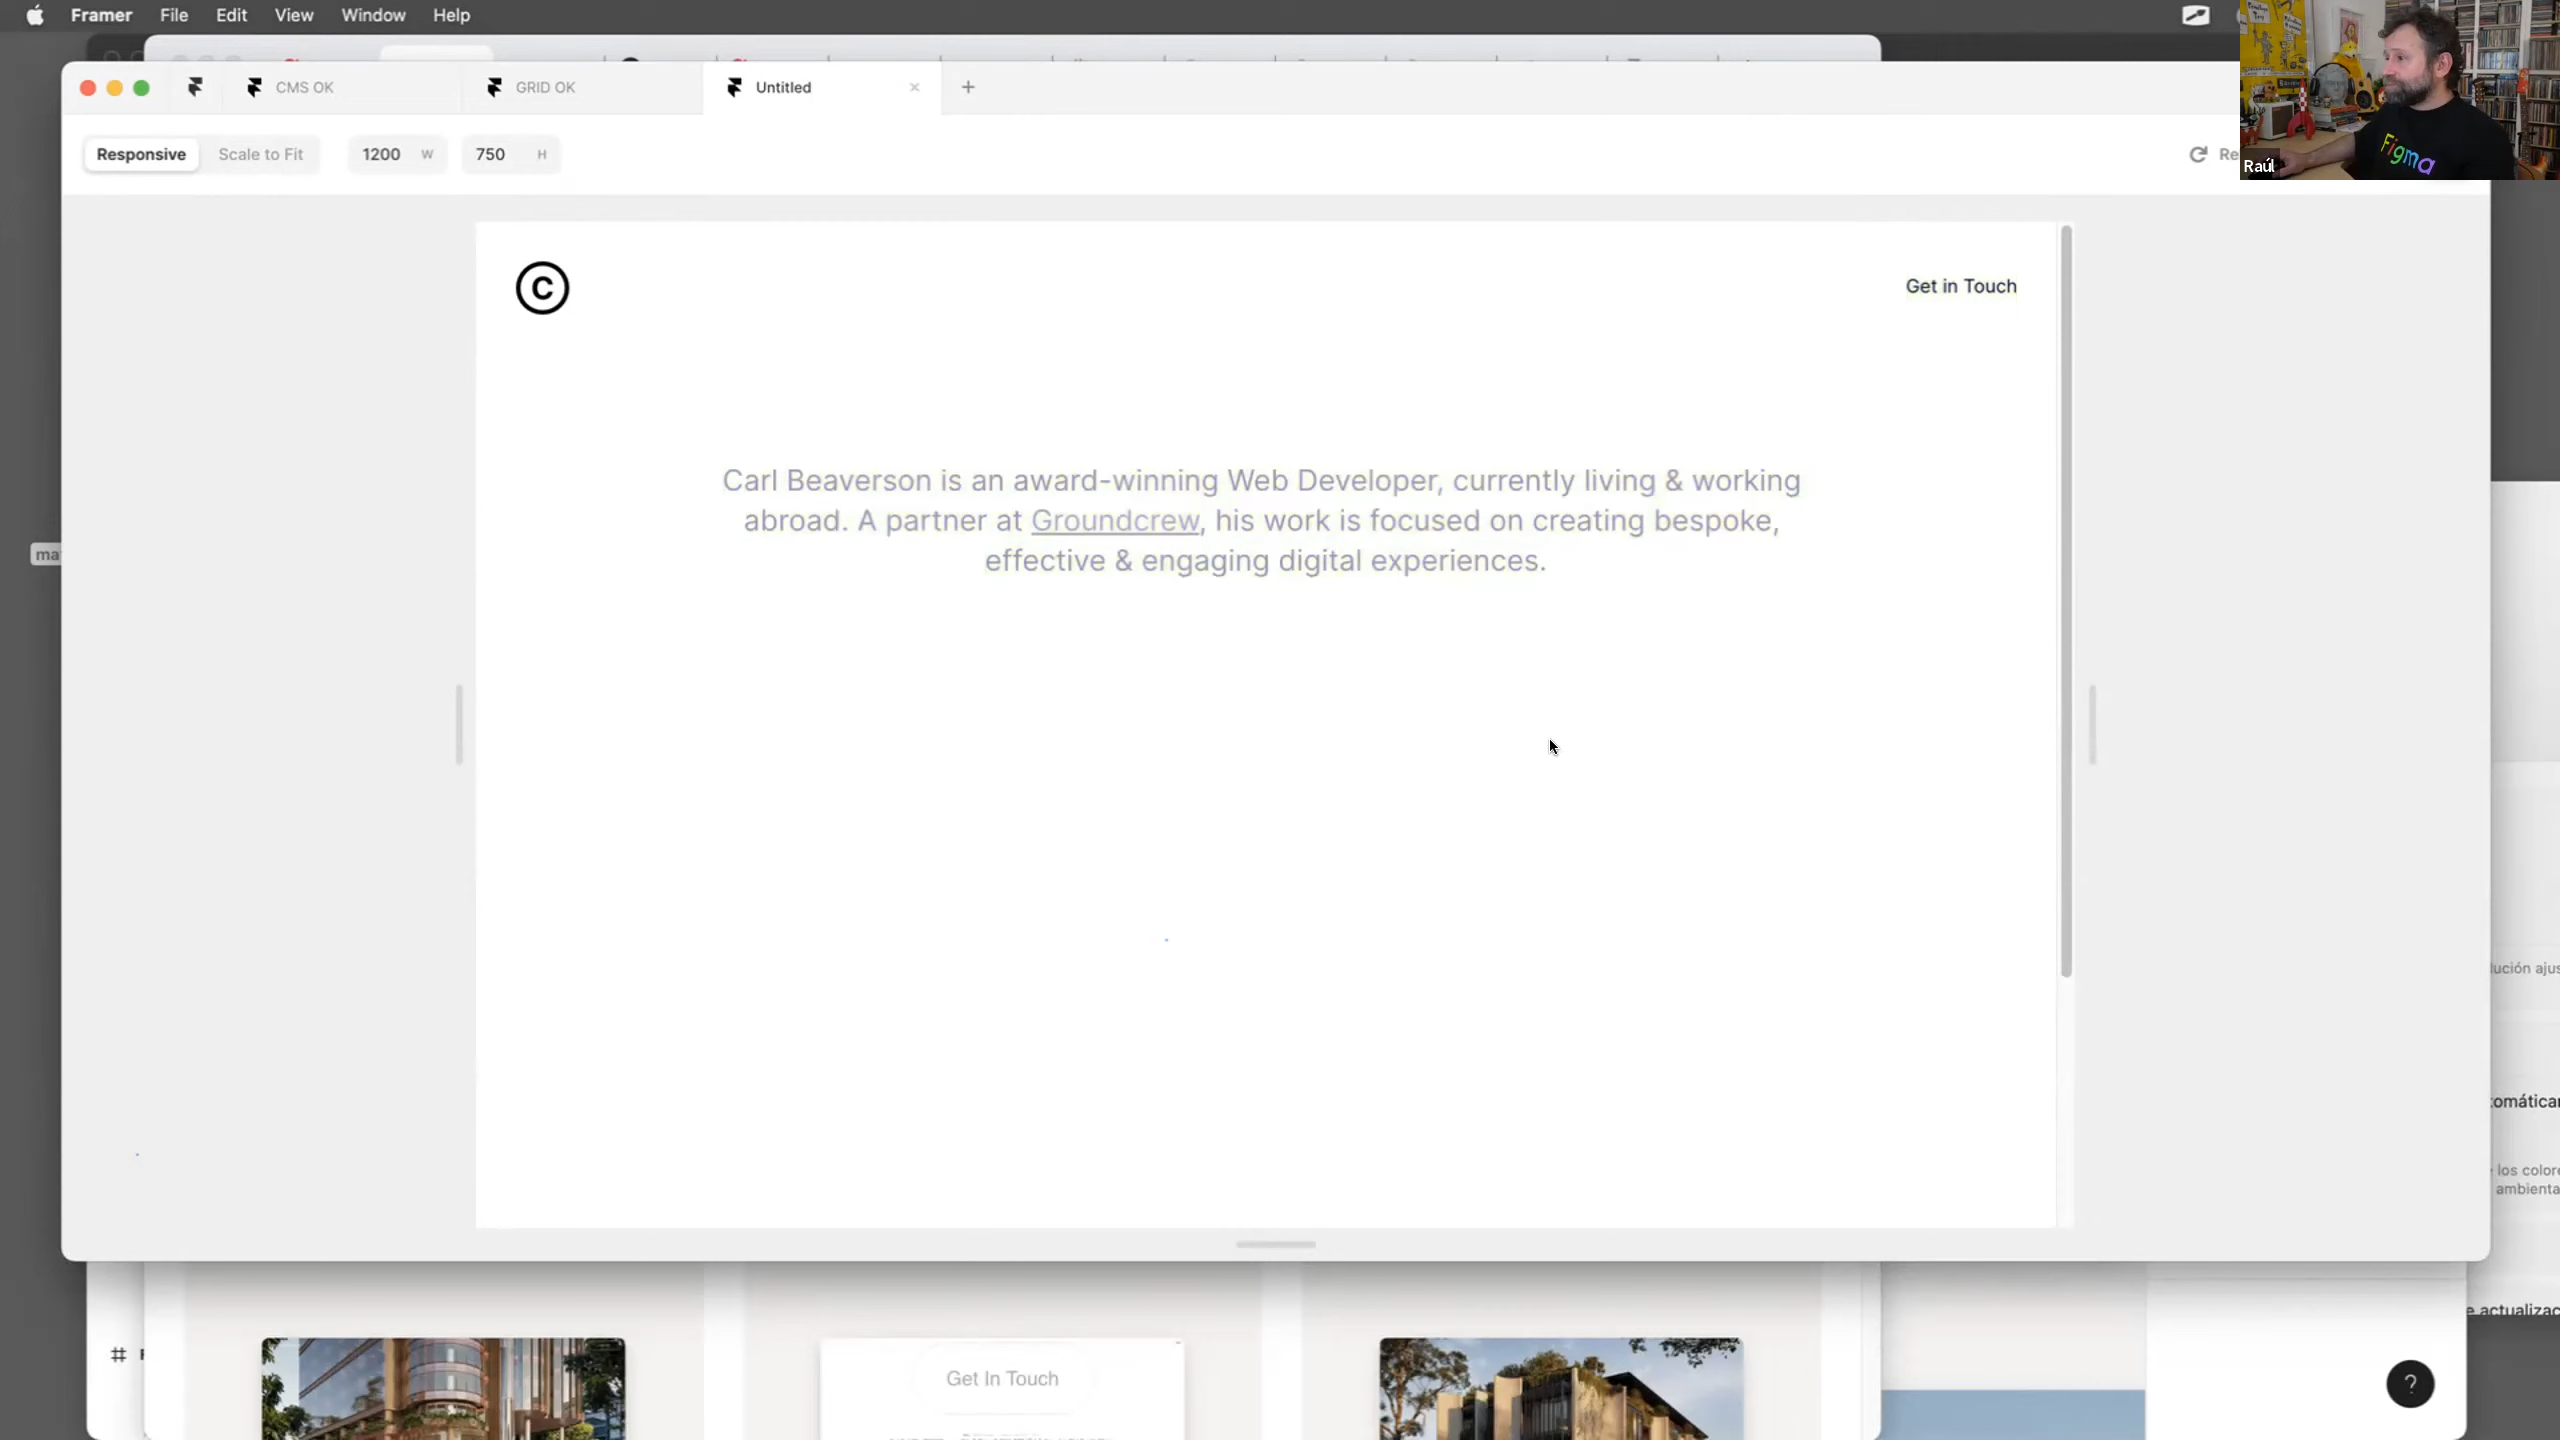 Framer File Edit View Window Help
CMS OK
GRID OK
Untitled
Responsive
Scale to Fit
1200 W
750 H
Raúl
Figma
C
Get in Touch
Carl Beaverson is an award-winning Web Developer, currently living & working
abroad. A partner at Groundcrew, his work is focused on creating bespoke,
effective & engaging digital experiences.
Get In Touch
?